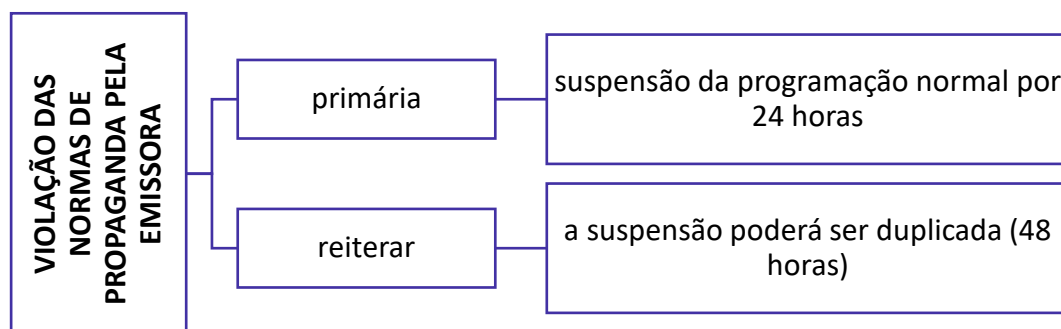 VIOLAÇÃO DAS
NORMAS DE
PROPAGANDA PELA
EMISSORA
primária
suspensão da programação normal por
24 horas
reiterar
a suspensão poderá ser duplicada (48
horas)